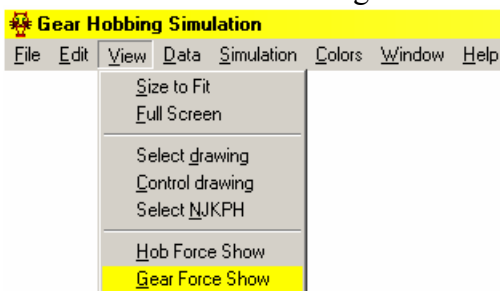 Gear Hobbing Simulation
File Edit View Data Simulation Colors Window Help
Size to Fit
Full Screen
Select drawing
Control drawing
Select NJKPH
Hob Force Show
Gear Force Show